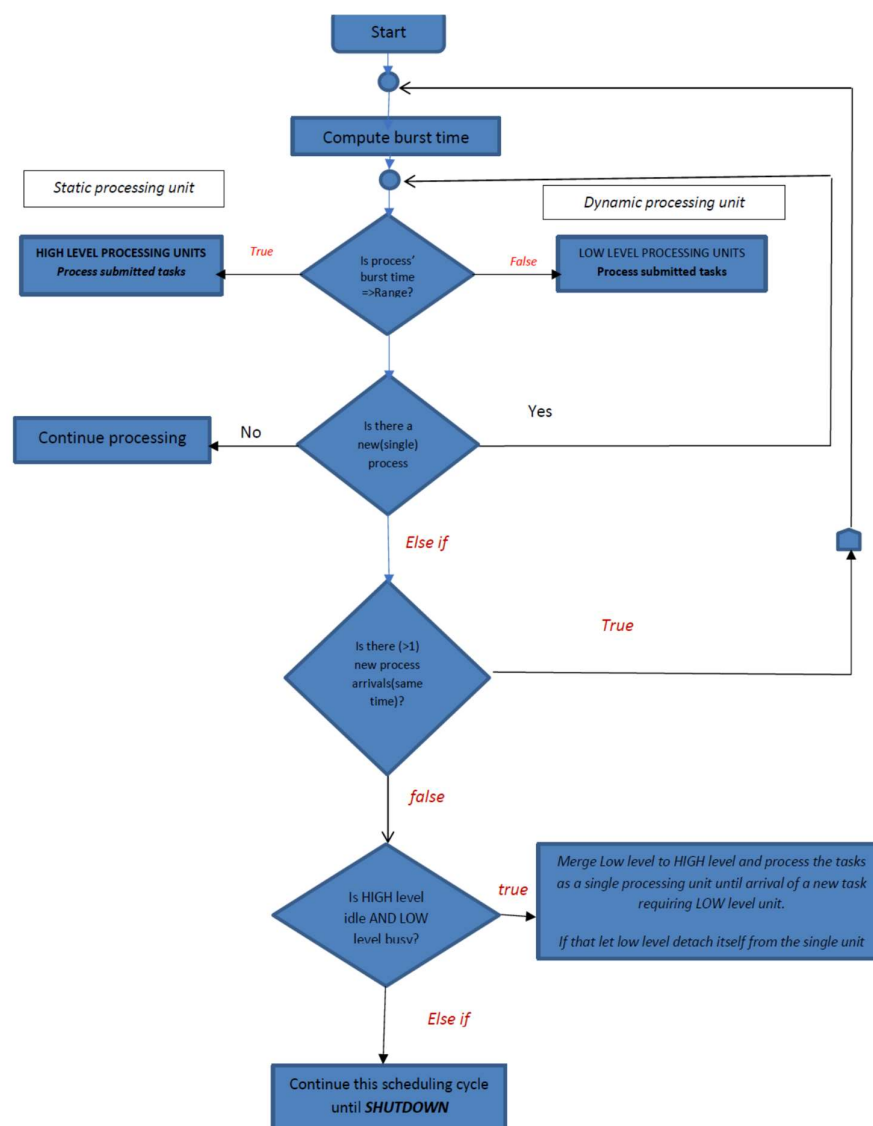 Start
Compute burst time
Static processing unit
Dynamic processing unit
HIGH LEVEL PROCESSING UNITS
Process submitted tasks
True
Is process'
burst time
=>Range?
False
LOW LEVEL PROCESSING UNITS
Process submitted tasks
Continue processing
No
Is there a
new(single)
process
Yes
Else if
Is there (>1)
new process
arrivals(same
time)?
True
false
Is HIGH level
idle AND LOW
level busy?
true
Merge Low level to HIGH level and process the tasks
as a single processing unit until arrival of a new task
requiring LOW level unit.
If that let low level detach itself from the single unit
Else if
Continue this scheduling cycle
until SHUTDOWN